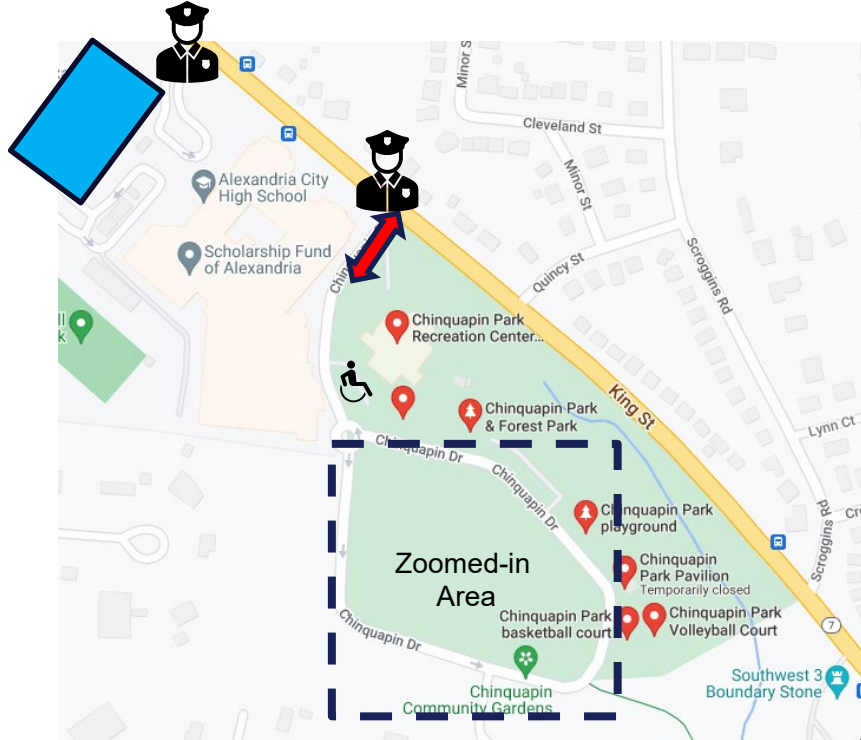 Minor S
Cleveland St
Minor St
Alexandria City
High School
Scholarship Fund
of Alexandria
Quincy St
Scroggins Rd
Chinquapin Park
Recreation Center...
King St
Chinquapin Park
& Forest Park
Lynn Ct
Chinquapin Dr
Chinquapin Dr
Chinquapin Park
playground
Scroggins Rd
Cre
Zoomed-in
Area
Chinquapin
Park Pavilion
Temporarily closed
Chinquapin Park
basketball court
Chinquapin Park
Volleyball Court
7
Chinquapin Dr
Southwest 3
Boundary Stone
Chinquapin
Community Gardens